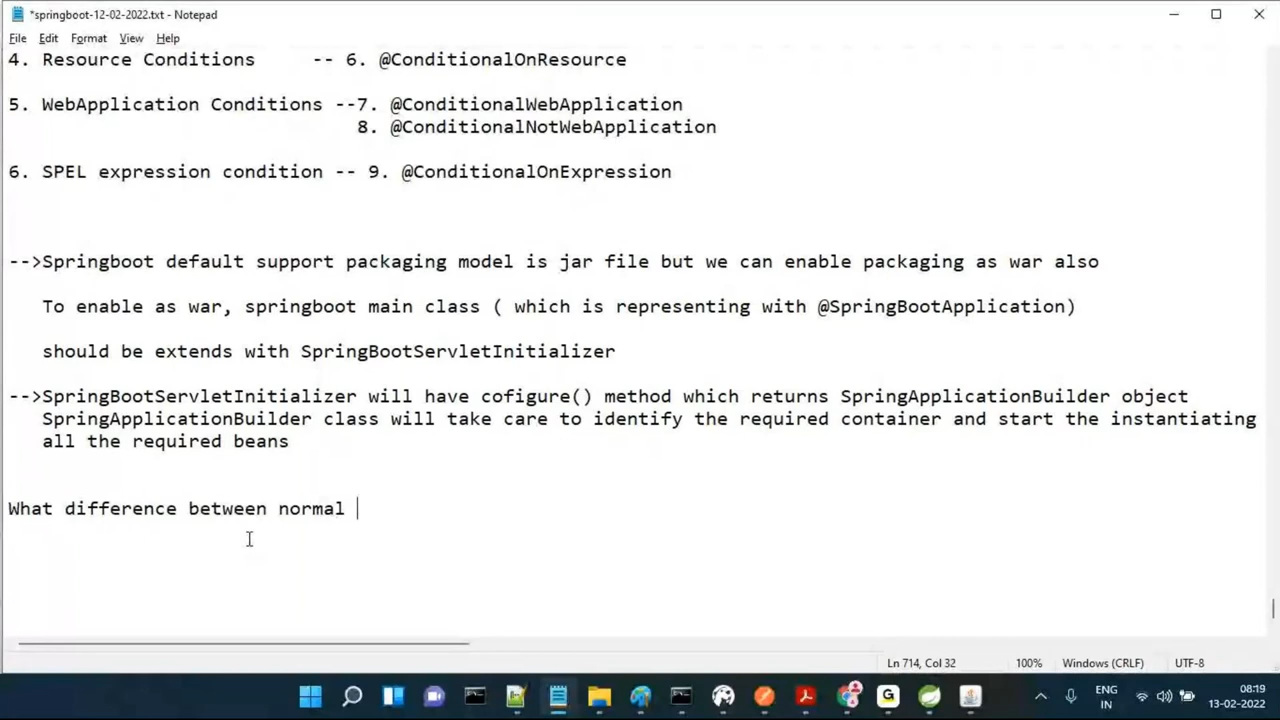 *springboot-12-02-2022.txt - Notepad
File Edit Format View Help
4. Resource Conditions -- 6. @ConditionalOnResource
5. WebApplication Conditions --7. @ConditionalWebApplication
8. @ConditionalNotWebApplication
6. SPEL expression condition -- 9. @ConditionalOnExpression
-->Springboot default support packaging model is jar file but we can enable packaging as war also
To enable as war, springboot main class ( which is representing with @SpringBootApplication)
should be extends with SpringBootServletInitializer
-->SpringBootServletInitializer will have cofigure() method which returns SpringApplicationBuilder object
SpringApplicationBuilder class will take care to identify the required container and start the instantiating
all the required beans
What difference between normal
Ln 714, Col 32 100% Windows (CRLF) UTF-8
G
ENG
IN
08:19
13-02-2022